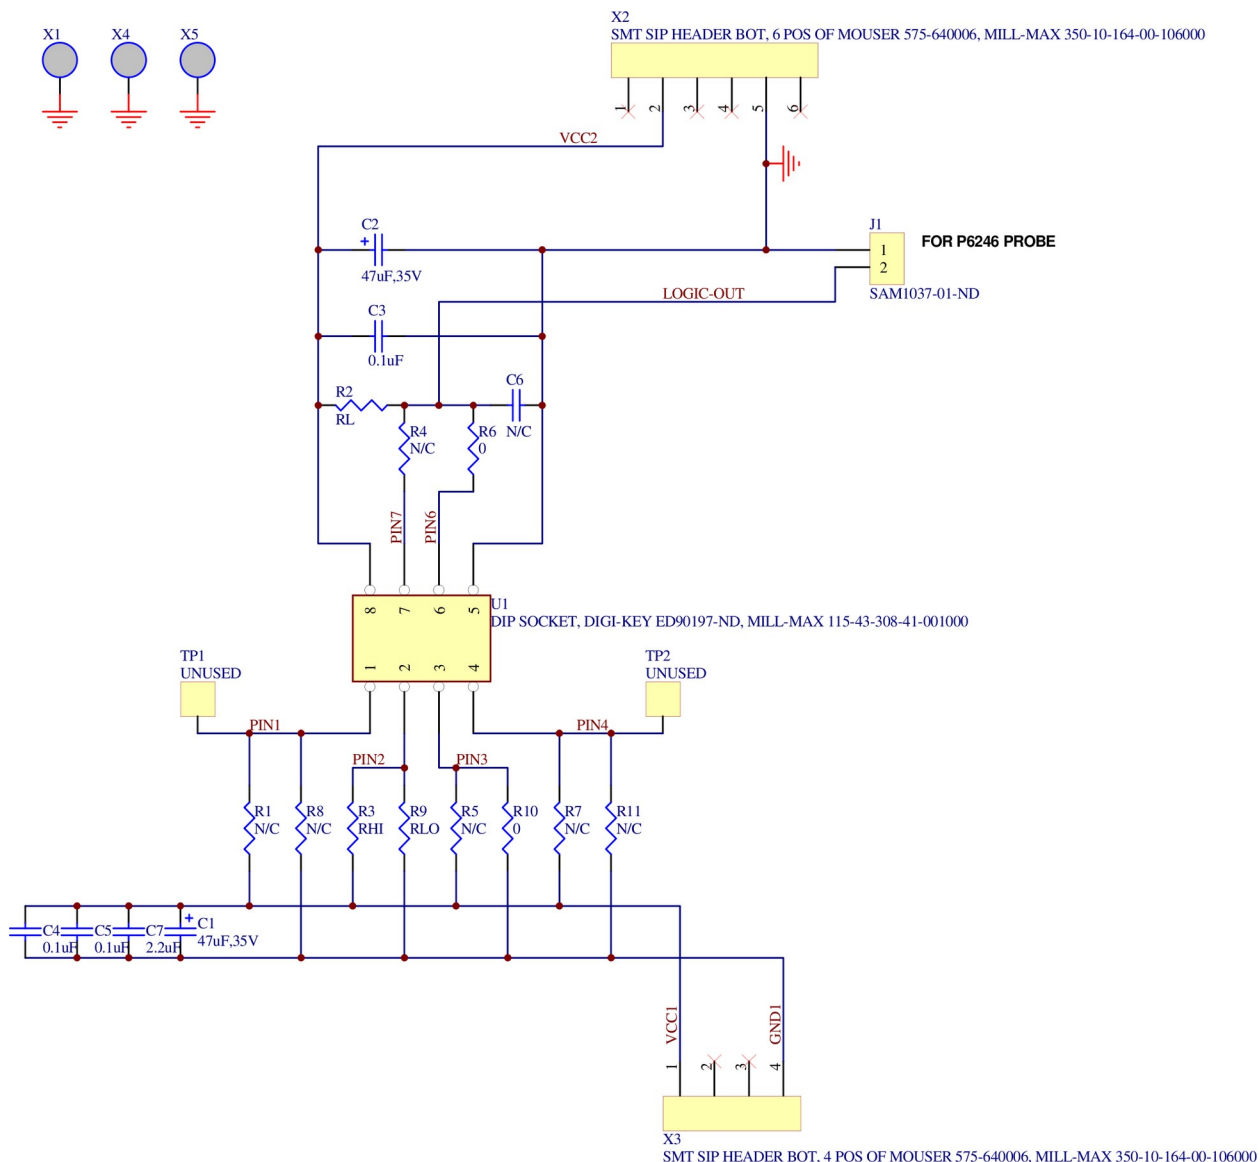 X1
X4
X5
X2
SMT SIP HEADER BOT, 6 POS OF MOUSER 575-640006, MILL-MAX 350-10-164-00-106000
1
2
3
4
5
6
VCC2
C2
+
47uF,35V
J1
1
2
FOR P6246 PROBE
SAM1037-01-ND
LOGIC-OUT
C3
0.1uF
R2
RL
C6
N/C
R4
N/C
R6
0
PIN7
PIN6
8
7
6
5
U1
DIP SOCKET, DIGI-KEY ED90197-ND, MILL-MAX 115-43-308-41-001000
1
2
3
4
TP1
UNUSED
TP2
UNUSED
PIN1
PIN4
PIN2
PIN3
R1
N/C
R8
N/C
R3
RHI
R9
RLO
R5
N/C
R10
0
R7
N/C
R11
N/C
C4
0.1uF
C5
0.1uF
C7
2.2uF
+
C1
47uF,35V
VCC1
GND1
1
2
3
4
X3
SMT SIP HEADER BOT, 4 POS OF MOUSER 575-640006, MILL-MAX 350-10-164-00-106000